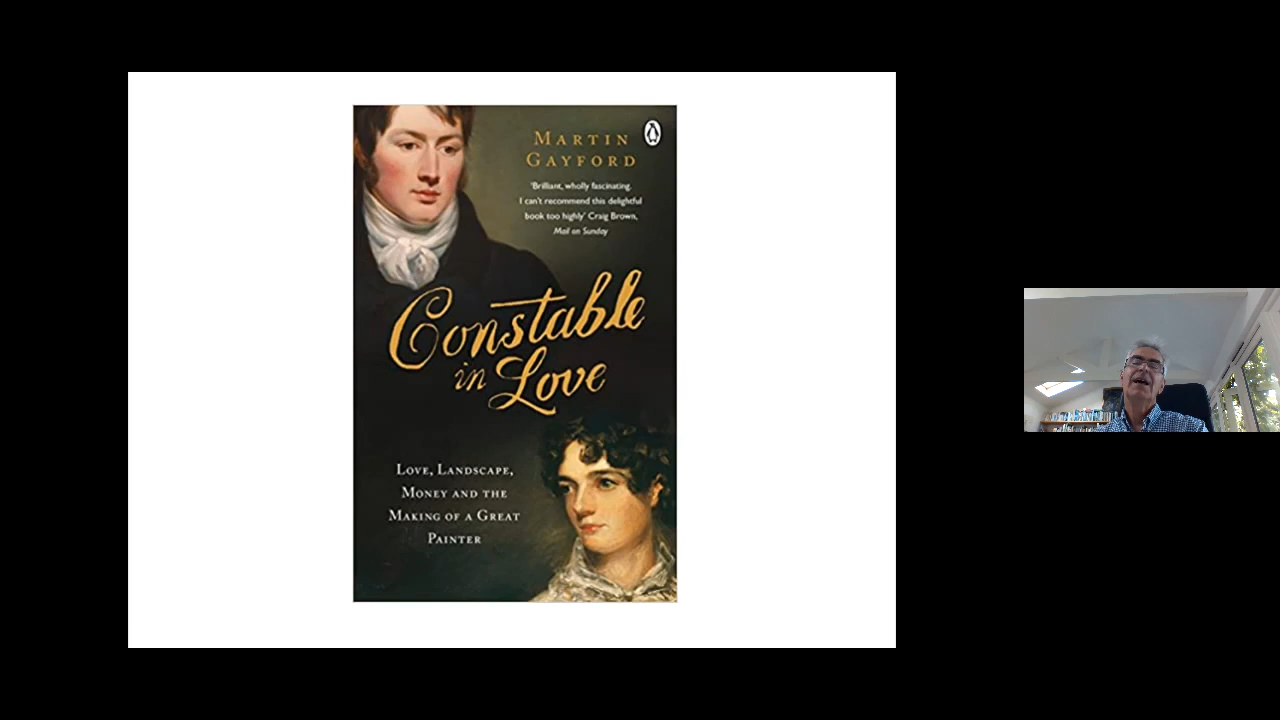 MARTIN
GAYFORD
'Brilliant, wholly fascinating.
I can't recommend this delightful
book too highly' Craig Brown,
Mail on Sunday
Constable
in Love
LOVE, LANDSCAPE,
MONEY AND THE
MAKING OF A GREAT
PAINTER